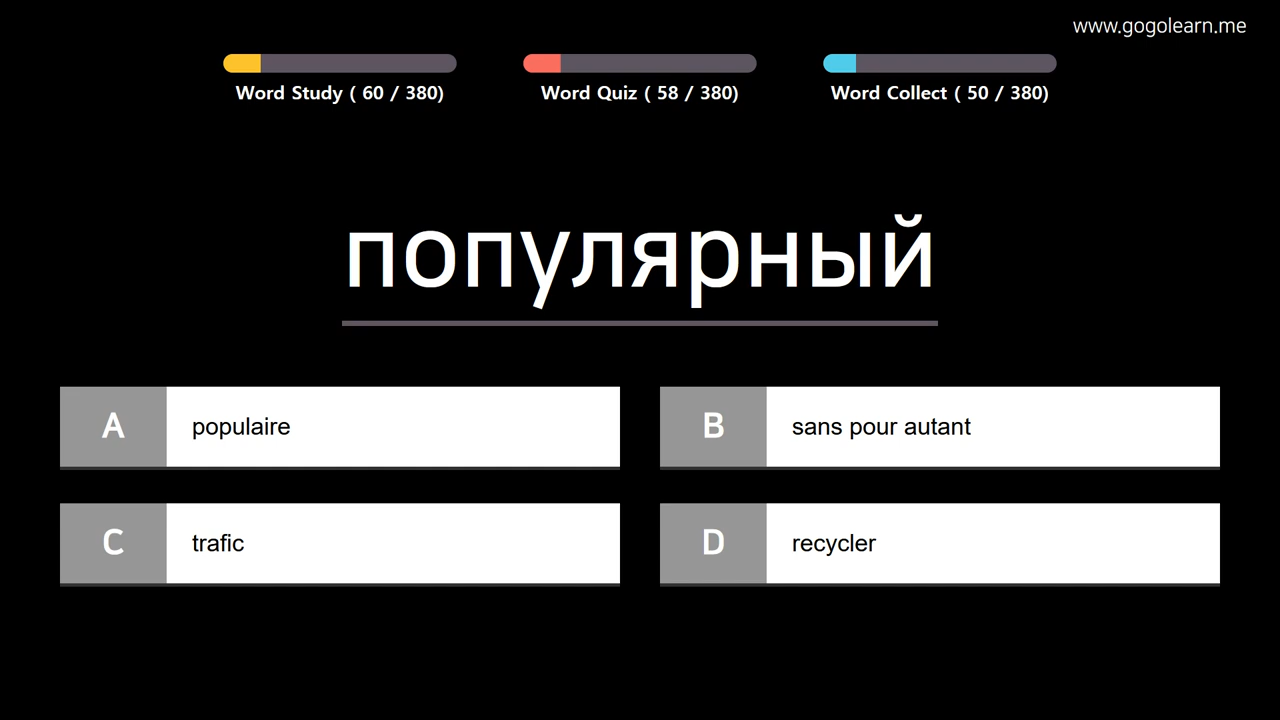 www.gogolearn.me
Word Study ( 60 / 380)
Word Quiz ( 58 / 380)
Word Collect ( 50 / 380)
популярный
A populaire
B sans pour autant
C trafic
D recycler